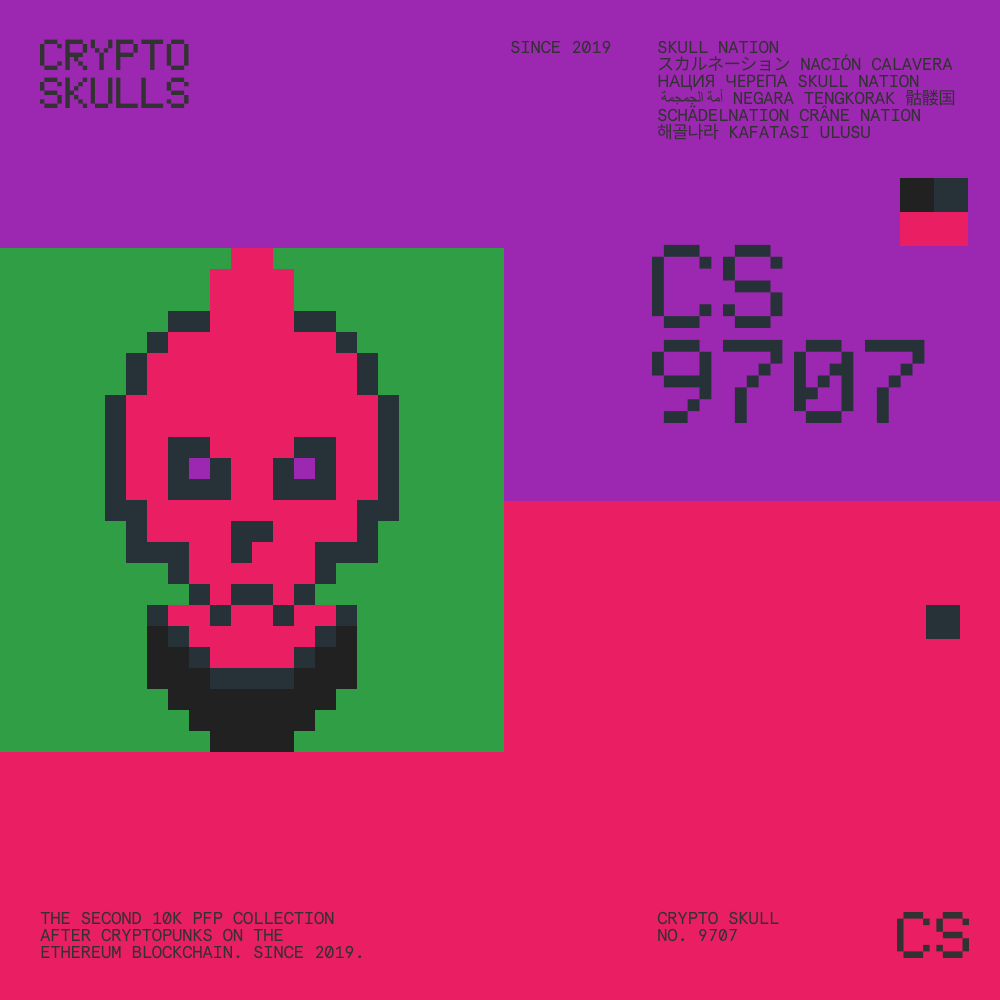 CRYPTO
SKULLS
SINCE 2019
SKULL NATION
スカルネーション NACIÓN CALAVERA
НАЦИЯ ЧЕРЕПА SKULL NATION
أمة الجمجمة NEGARA TENGKORAK 骷髅国
SCHÄDELNATION CRÂNE NATION
해골나라 KAFATASI ULUSU
CS
9707
THE SECOND 10K PFP COLLECTION
AFTER CRYPTOPUNKS ON THE
ETHEREUM BLOCKCHAIN. SINCE 2019.
CRYPTO SKULL
NO. 9707
CS